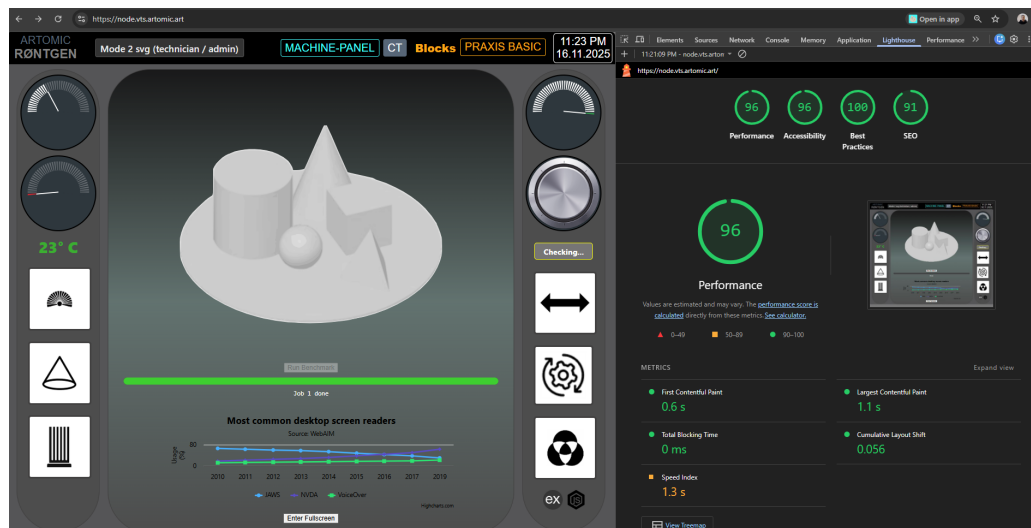 https://node.vts.artomic.art
Open in app
ARTOMIC
RØNTGEN
Mode 2 svg (technician / admin)
MACHINE-PANEL
CT
Blocks
PRAXIS BASIC
11:23 PM
16.11.2025
23° C
Checking...
Run Benchmark
Job 1 done
Most common desktop screen readers
Source: WebAIM
Usage (%)
80
0
2010 2011 2012 2013 2014 2015 2016 2017 2019
JAWS NVDA VoiceOver
Highcharts.com
Enter Fullscreen
ex
JS
Elements Sources Network Console Memory Application Lighthouse Performance
11:21:09 PM - node.vts.artom
https://node.vts.artomic.art/
96 96 100 91
Performance Accessibility Best Practices SEO
96
Performance
Values are estimated and may vary. The performance score is
calculated directly from these metrics. See calculator.
0–49 50–89 90–100
METRICS
Expand view
First Contentful Paint
0.6 s
Largest Contentful Paint
1.1 s
Total Blocking Time
0 ms
Cumulative Layout Shift
0.056
Speed Index
1.3 s
View Treemap